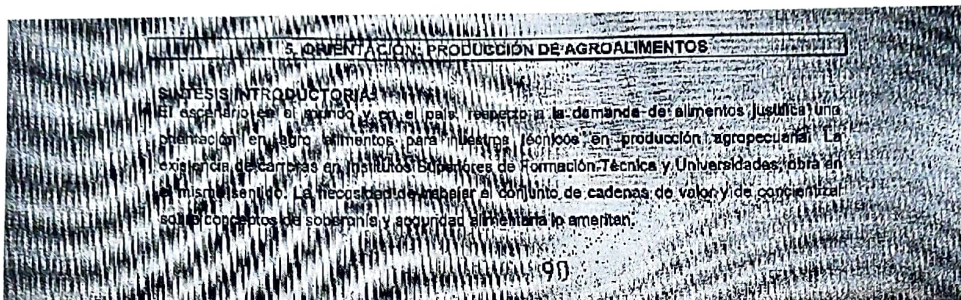 5. ORIENTACIÓN: PRODUCCIÓN DE AGROALIMENTOS
SÍNTESIS INTRODUCTORIA:
El escenario en el mundo y en el país, respecto a la demanda de alimentos justifica una
orientación en agro alimentos para nuestros técnicos en producción agropecuaria. La
existencia de carreras en Institutos Superiores de Formación Técnica y Universidades, obra en
el mismo sentido. La necesidad de trabajar el conjunto de cadenas de valor y de concientizar
sobre conceptos de soberanía y seguridad alimentaria lo ameritan.
90